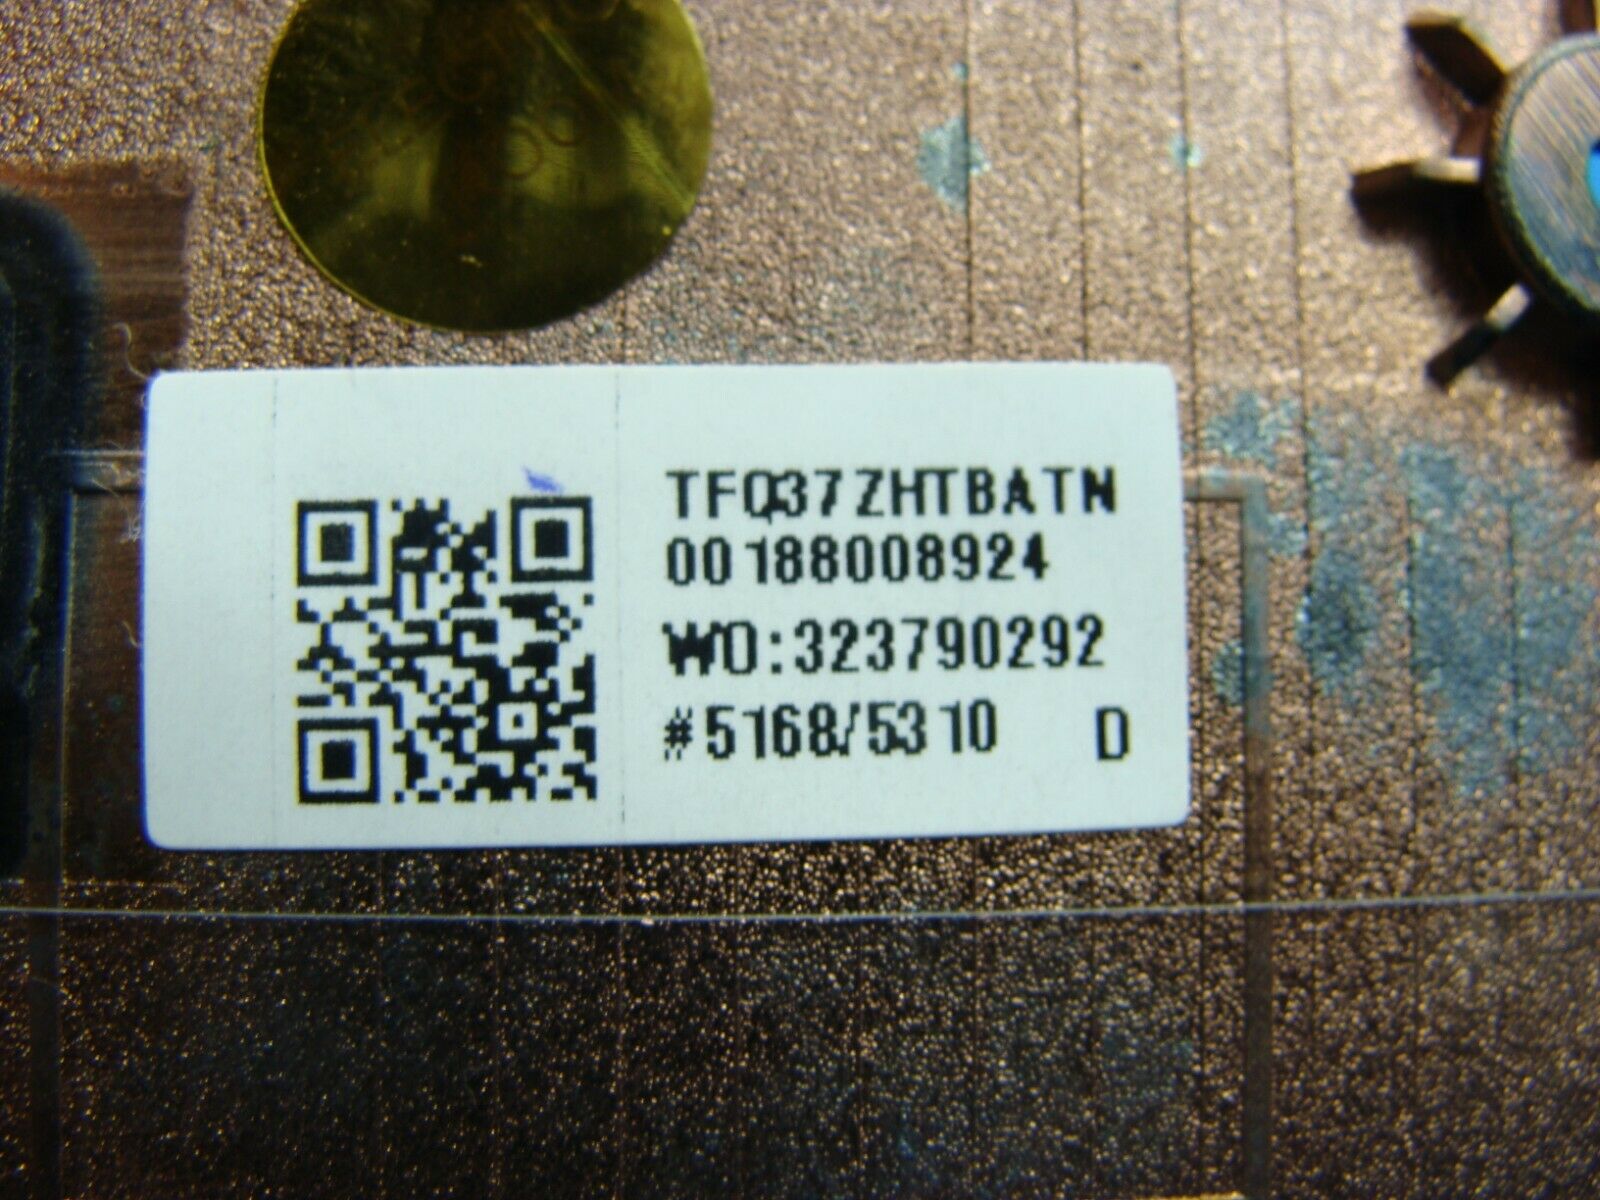 TFQ37ZHTBATN
00188008924
WO:323790292
#5168/5310 D